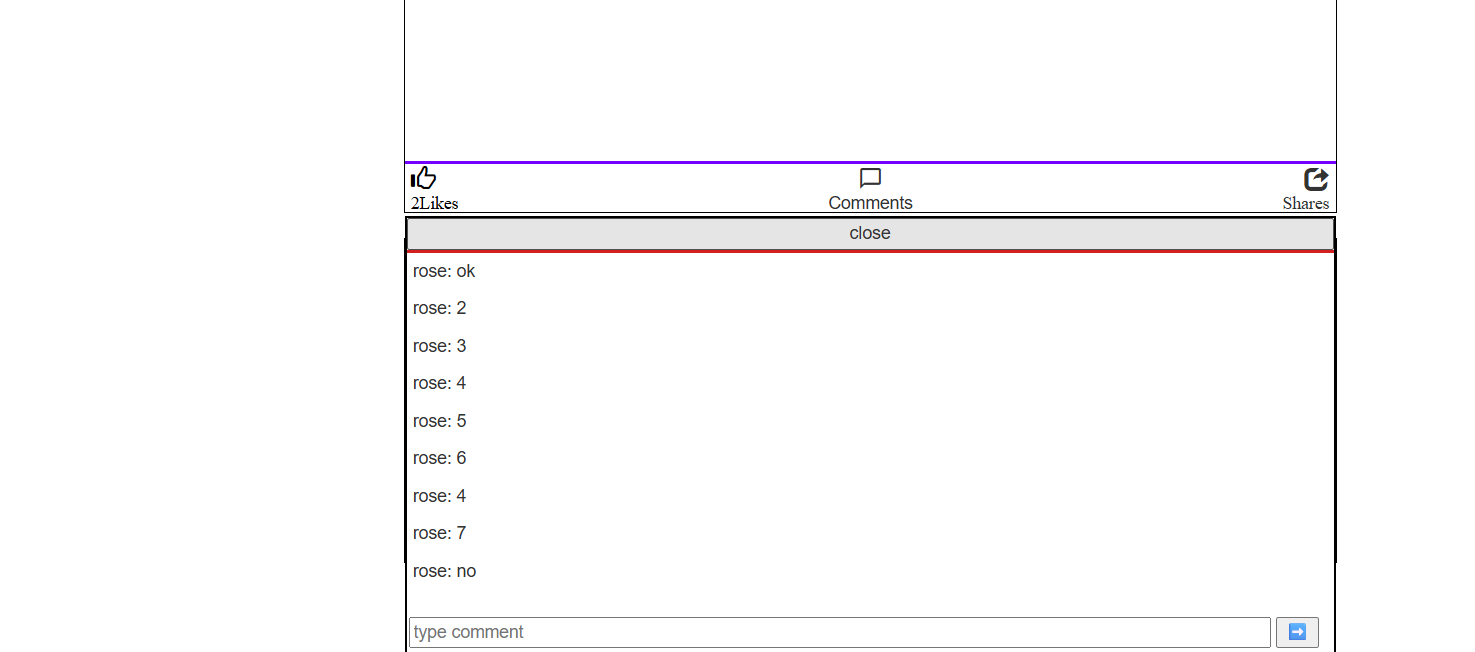 2Likes Comments Shares
close
rose: ok
rose: 2
rose: 3
rose: 4
rose: 5
rose: 6
rose: 4
rose: 7
rose: no
type comment